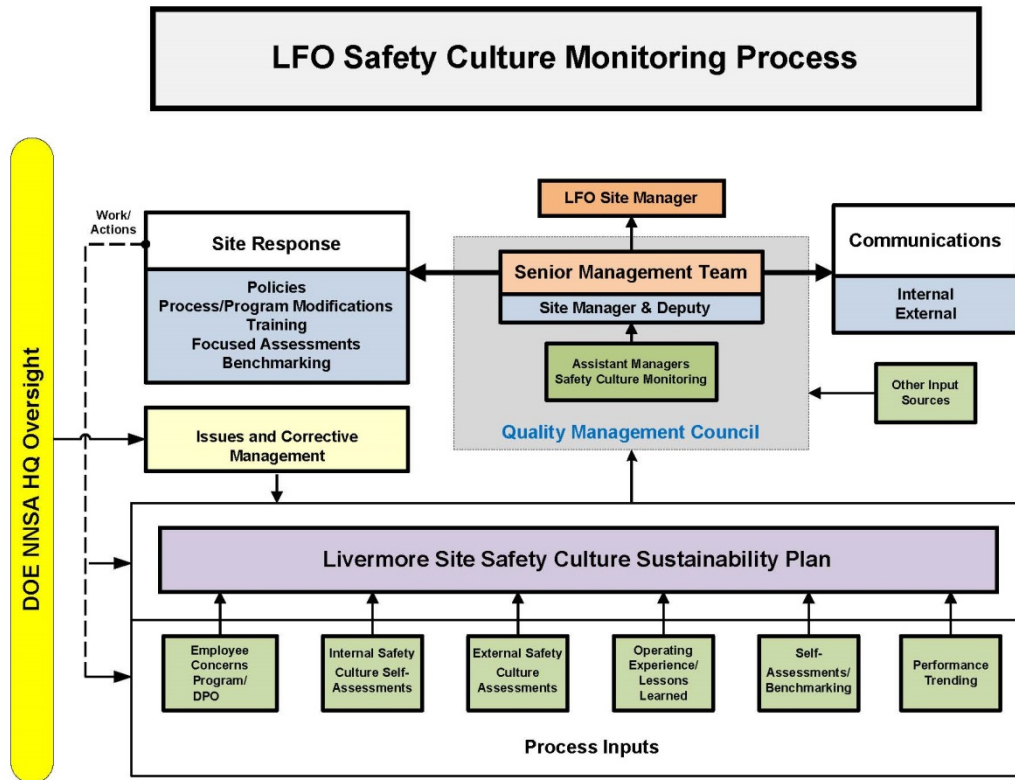 LFO Safety Culture Monitoring Process
DOE NNSA HQ Oversight
Work/
Actions
Site Response
Policies
Process/Program Modifications
Training
Focused Assessments
Benchmarking
LFO Site Manager
Senior Management Team
Site Manager & Deputy
Assistant Managers
Safety Culture Monitoring
Quality Management Council
Communications
Internal
External
Other Input
Sources
Issues and Corrective
Management
Livermore Site Safety Culture Sustainability Plan
Employee
Concerns
Program/
DPO
Internal Safety
Culture Self-
Assessments
External Safety
Culture
Assessments
Operating
Experience/
Lessons
Learned
Self-
Assessments/
Benchmarking
Performance
Trending
Process Inputs